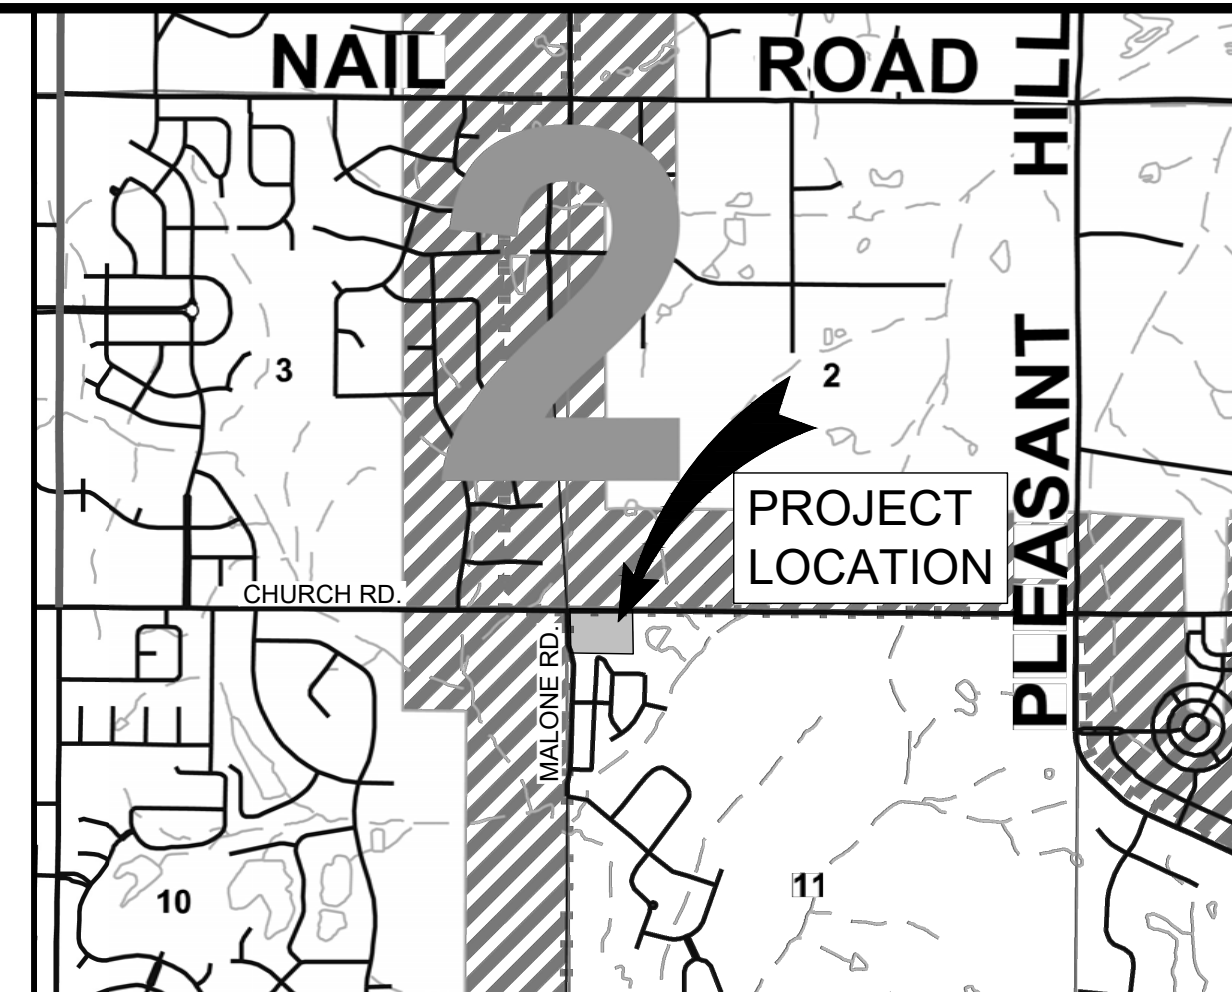 NAIL ROAD
PLEASANT HILL
2
3
2
PROJECT
LOCATION
CHURCH RD.
MALONE RD.
10
11